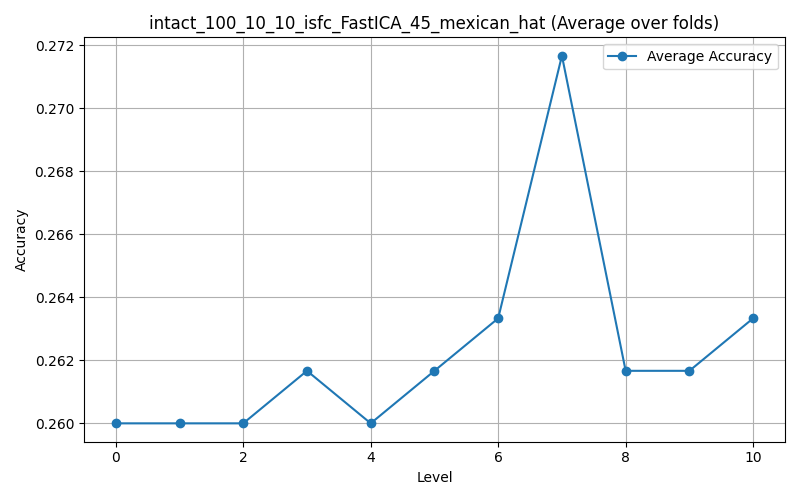 intact_100_10_10_isfc_FastICA_45_mexican_hat (Average over folds)
Average Accuracy
0.272
0.270
0.268
0.266
0.264
0.262
0.260
Accuracy
0 2 4 6 8 10
Level